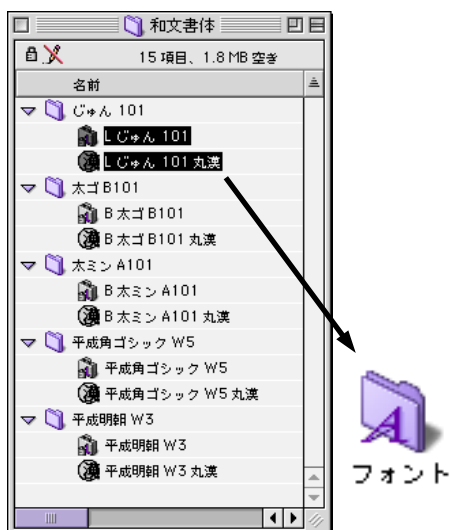 和文書体
15 項目、1.8 MB 空き
名前
じゅん 101
L じゅん 101
L じゅん 101 丸漢
太ゴ B101
B 太ゴ B101
B 太ゴ B101 丸漢
太ミン A101
B 太ミン A101
B 太ミン A101 丸漢
平成角ゴシック W5
平成角ゴシック W5
平成角ゴシック W5 丸漢
平成明朝 W3
平成明朝 W3
平成明朝 W3 丸漢
フォント